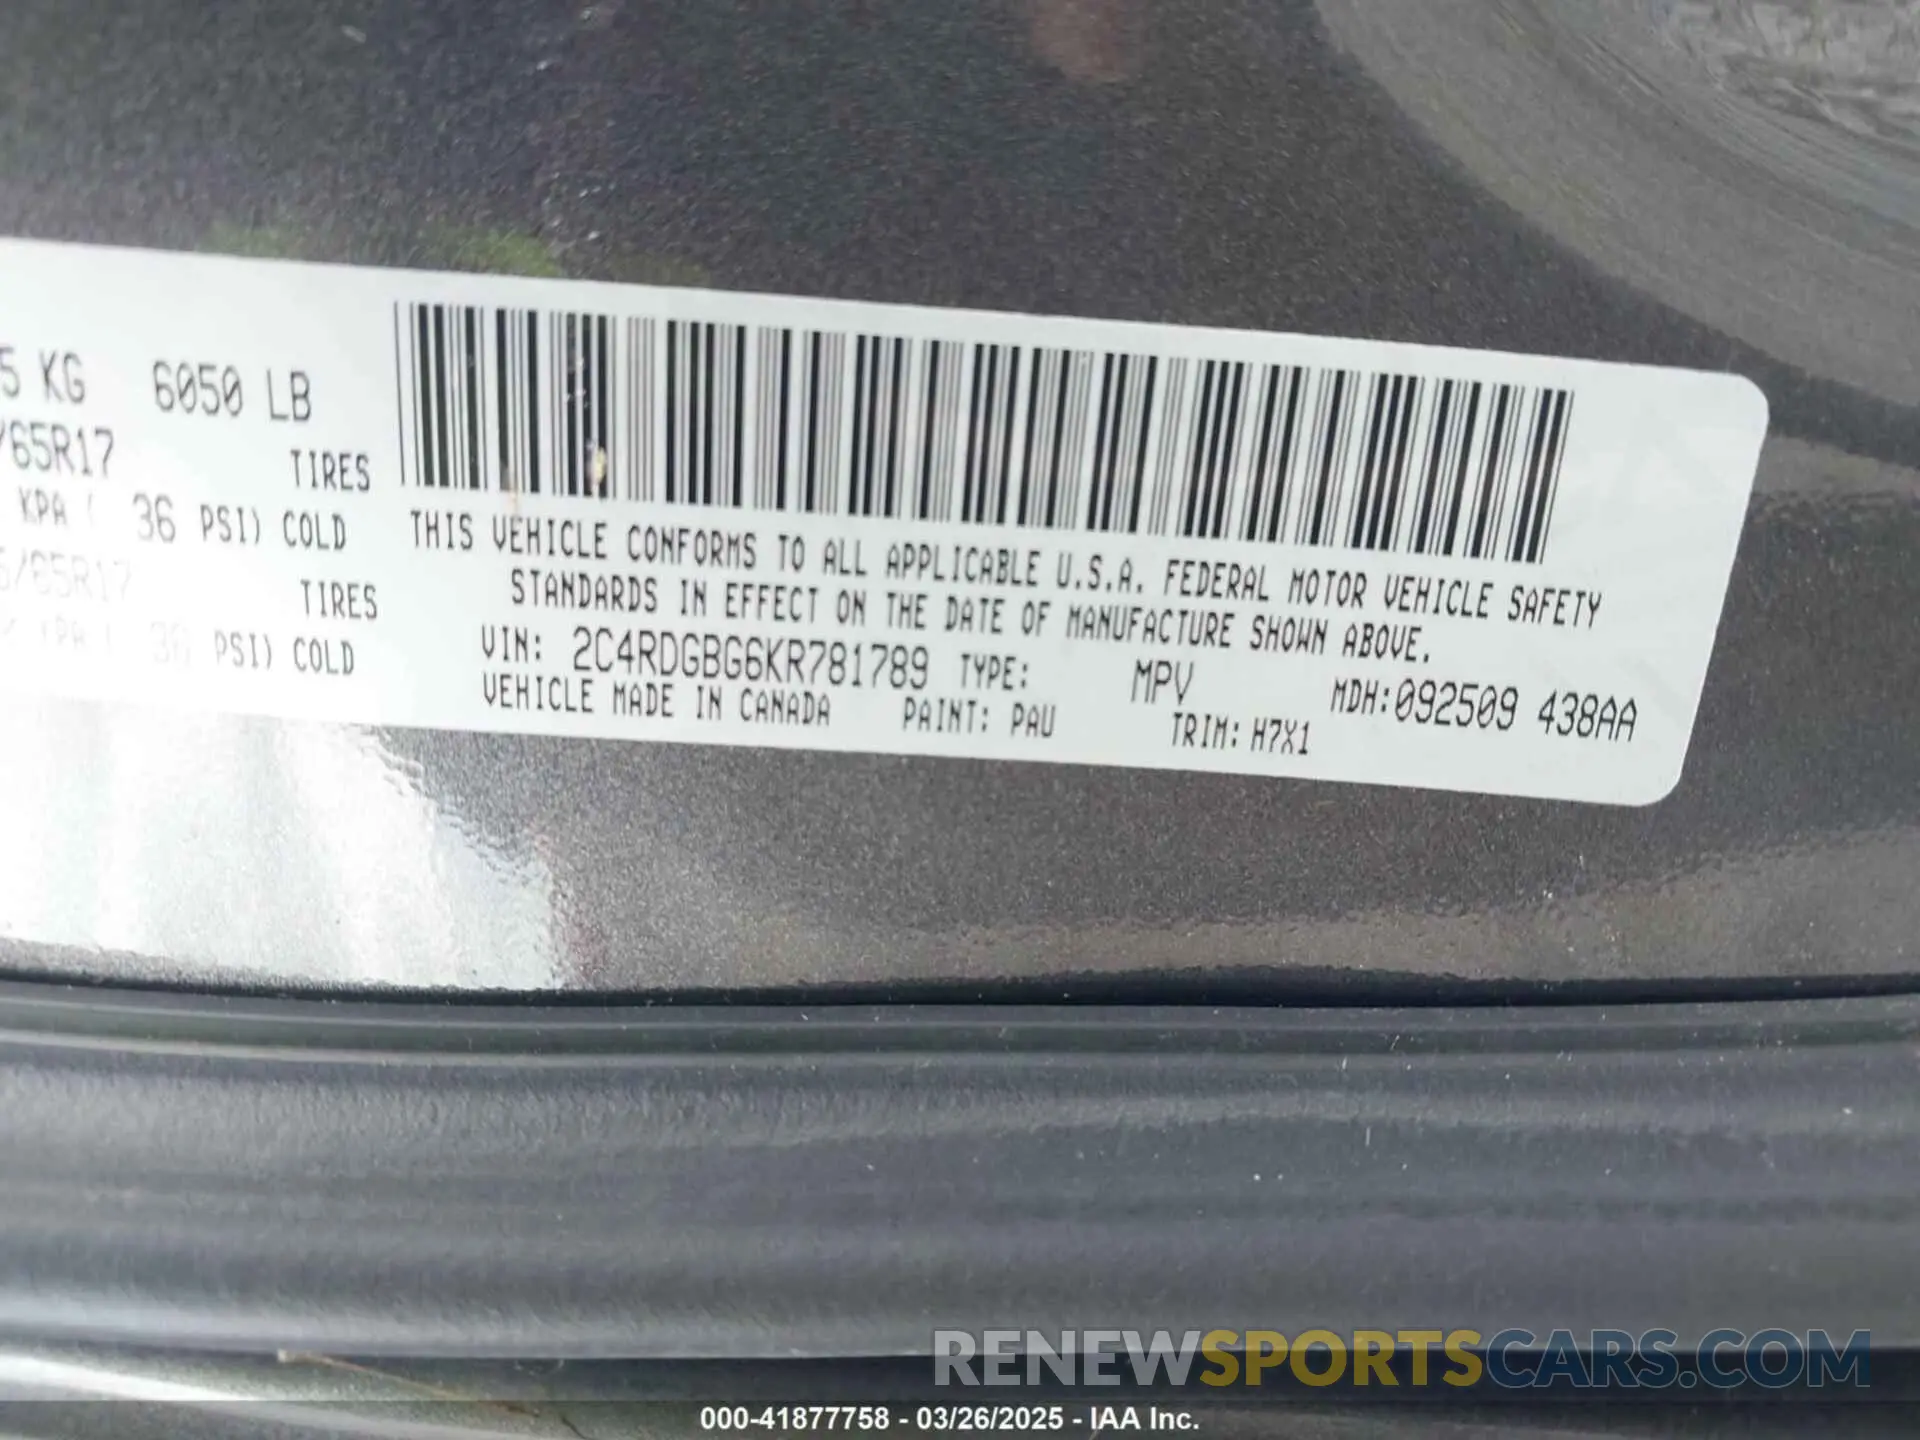 5 KG 6050 LB
/65R17 TIRES
KPA ( 36 PSI) COLD
/65R17 TIRES
KPA ( PSI) COLD
THIS VEHICLE CONFORMS TO ALL APPLICABLE U.S.A. FEDERAL MOTOR VEHICLE SAFETY
STANDARDS IN EFFECT ON THE DATE OF MANUFACTURE SHOWN ABOVE.
VIN: 2C4RDGBG6KR781789 TYPE: MPV MDH:092509 438AA
VEHICLE MADE IN CANADA PAINT: PAU TRIM: H7X1
RENEWSPORTSCARS.COM
000-41877758 - 03/26/2025 - IAA Inc.